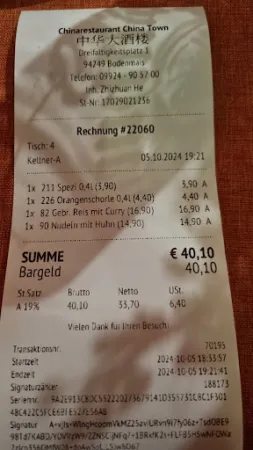 Chinarestaurant China Town
中华大酒楼
Dreifaltigkeitsplatz 3
94249 Bodenmais
Telefon: 09924 - 90 57 00
Inh. Zhizhuan He
St-Nr. 17029021236
Rechnung #22060
Tisch: 4
Kellner-A 05.10.2024 19:21
1x 211 Spezi 0,4l (3,90) 3,90 A
1x 226 Orangenschorle 0,4l (4,40) 4,40 A
1x 82 Gebr. Reis mit Curry (16,90) 16,90 A
1x 90 Nudeln mit Huhn (14,90) 14,90 A
SUMME € 40,10
Bargeld 40,10
St.Satz Brutto Netto USt.
A 19% 40,10 33,70 6,40
Vielen Dank für Ihren Besuch!
Transaktionsnr. 70195
Startzeit 2024-10-05 18:33:57
Endzeit 2024-10-05 19:21:41
Signaturzähler 188173
Seriennr.
Signatur